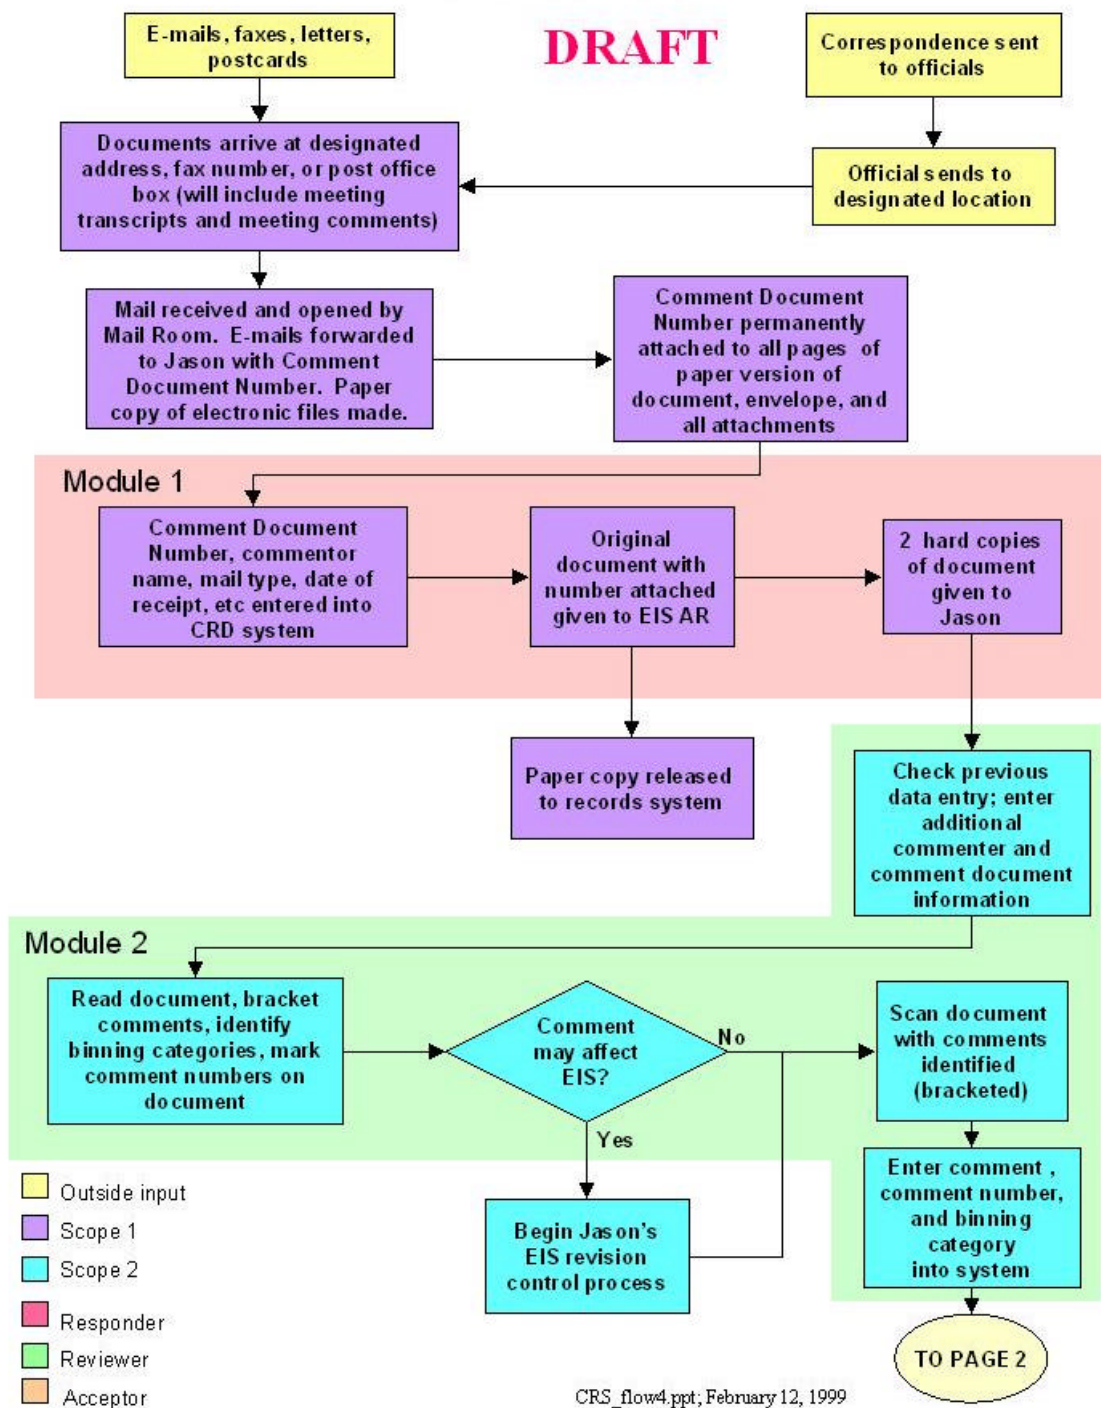 E-mails, faxes, letters,
postcards
DRAFT
Correspondence sent
to officials
Documents arrive at designated
address, fax number, or post office
box (will include meeting
transcripts and meeting comments)
Official sends to
designated location
Mail received and opened by
Mail Room. E-mails forwarded
to Jason with Comment
Document Number. Paper
copy of electronic files made.
Comment Document
Number permanently
attached to all pages of
paper version of
document, envelope, and
all attachments
Module 1
Comment Document
Number, commentor
name, mail type, date of
receipt, etc entered into
CRD system
Original
document with
number attached
given to EIS AR
2 hard copies
of document
given to
Jason
Paper copy released
to records system
Check previous
data entry; enter
additional
commenter and
comment document
information
Module 2
Read document, bracket
comments, identify
binning categories, mark
comment numbers on
document
Comment
may affect
EIS?
No
Yes
Scan document
with comments
identified
(bracketed)
Begin Jason's
EIS revision
control process
Enter comment ,
comment number,
and binning
category
into system
TO PAGE 2
Outside input
Scope 1
Scope 2
Responder
Reviewer
Acceptor
CRS_flow4.ppt; February 12, 1999